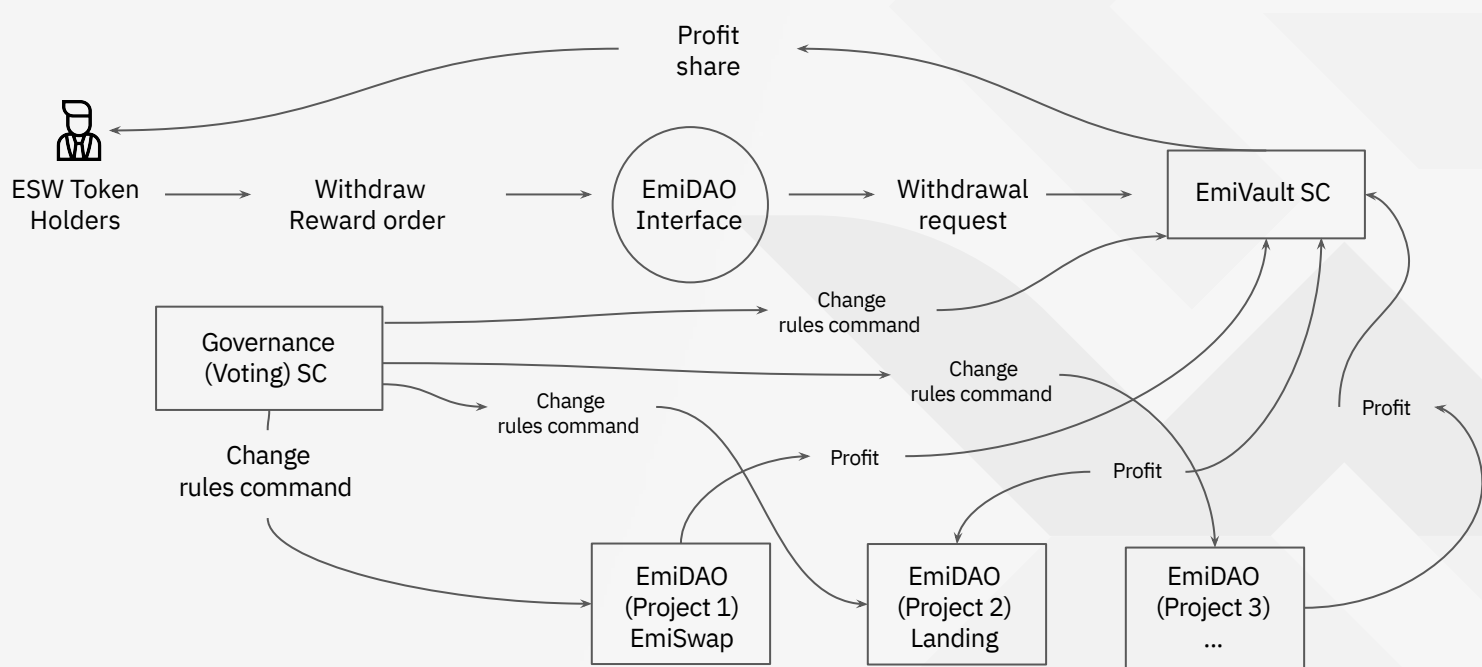 Profit
share
ESW Token
Holders
Withdraw
Reward order
EmiDAO
Interface
Withdrawal
request
EmiVault SC
Governance
(Voting) SC
Change
rules command
Change
rules command
Change
rules command
Change
rules command
Profit
Profit
Profit
EmiDAO
(Project 1)
EmiSwap
EmiDAO
(Project 2)
Landing
EmiDAO
(Project 3)
...